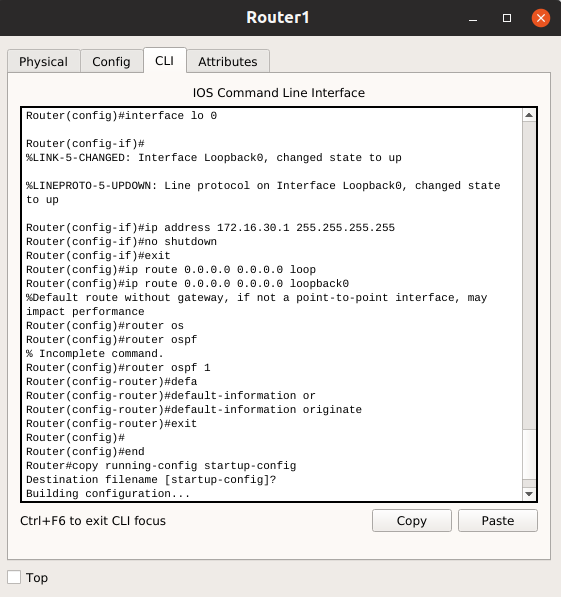 Router1
Physical Config CLI Attributes
IOS Command Line Interface
Router(config)#interface lo 0
Router(config-if)#
%LINK-5-CHANGED: Interface Loopback0, changed state to up
%LINEPROTO-5-UPDOWN: Line protocol on Interface Loopback0, changed state
to up
Router(config-if)#ip address 172.16.30.1 255.255.255.255
Router(config-if)#no shutdown
Router(config-if)#exit
Router(config)#ip route 0.0.0.0 0.0.0.0 loop
Router(config)#ip route 0.0.0.0 0.0.0.0 loopback0
%Default route without gateway, if not a point-to-point interface, may
impact performance
Router(config)#router os
Router(config)#router ospf
% Incomplete command.
Router(config)#router ospf 1
Router(config-router)#defa
Router(config-router)#default-information or
Router(config-router)#default-information originate
Router(config-router)#exit
Router(config)#
Router(config)#end
Router#copy running-config startup-config
Destination filename [startup-config]?
Building configuration...
Ctrl+F6 to exit CLI focus
Copy Paste
Top